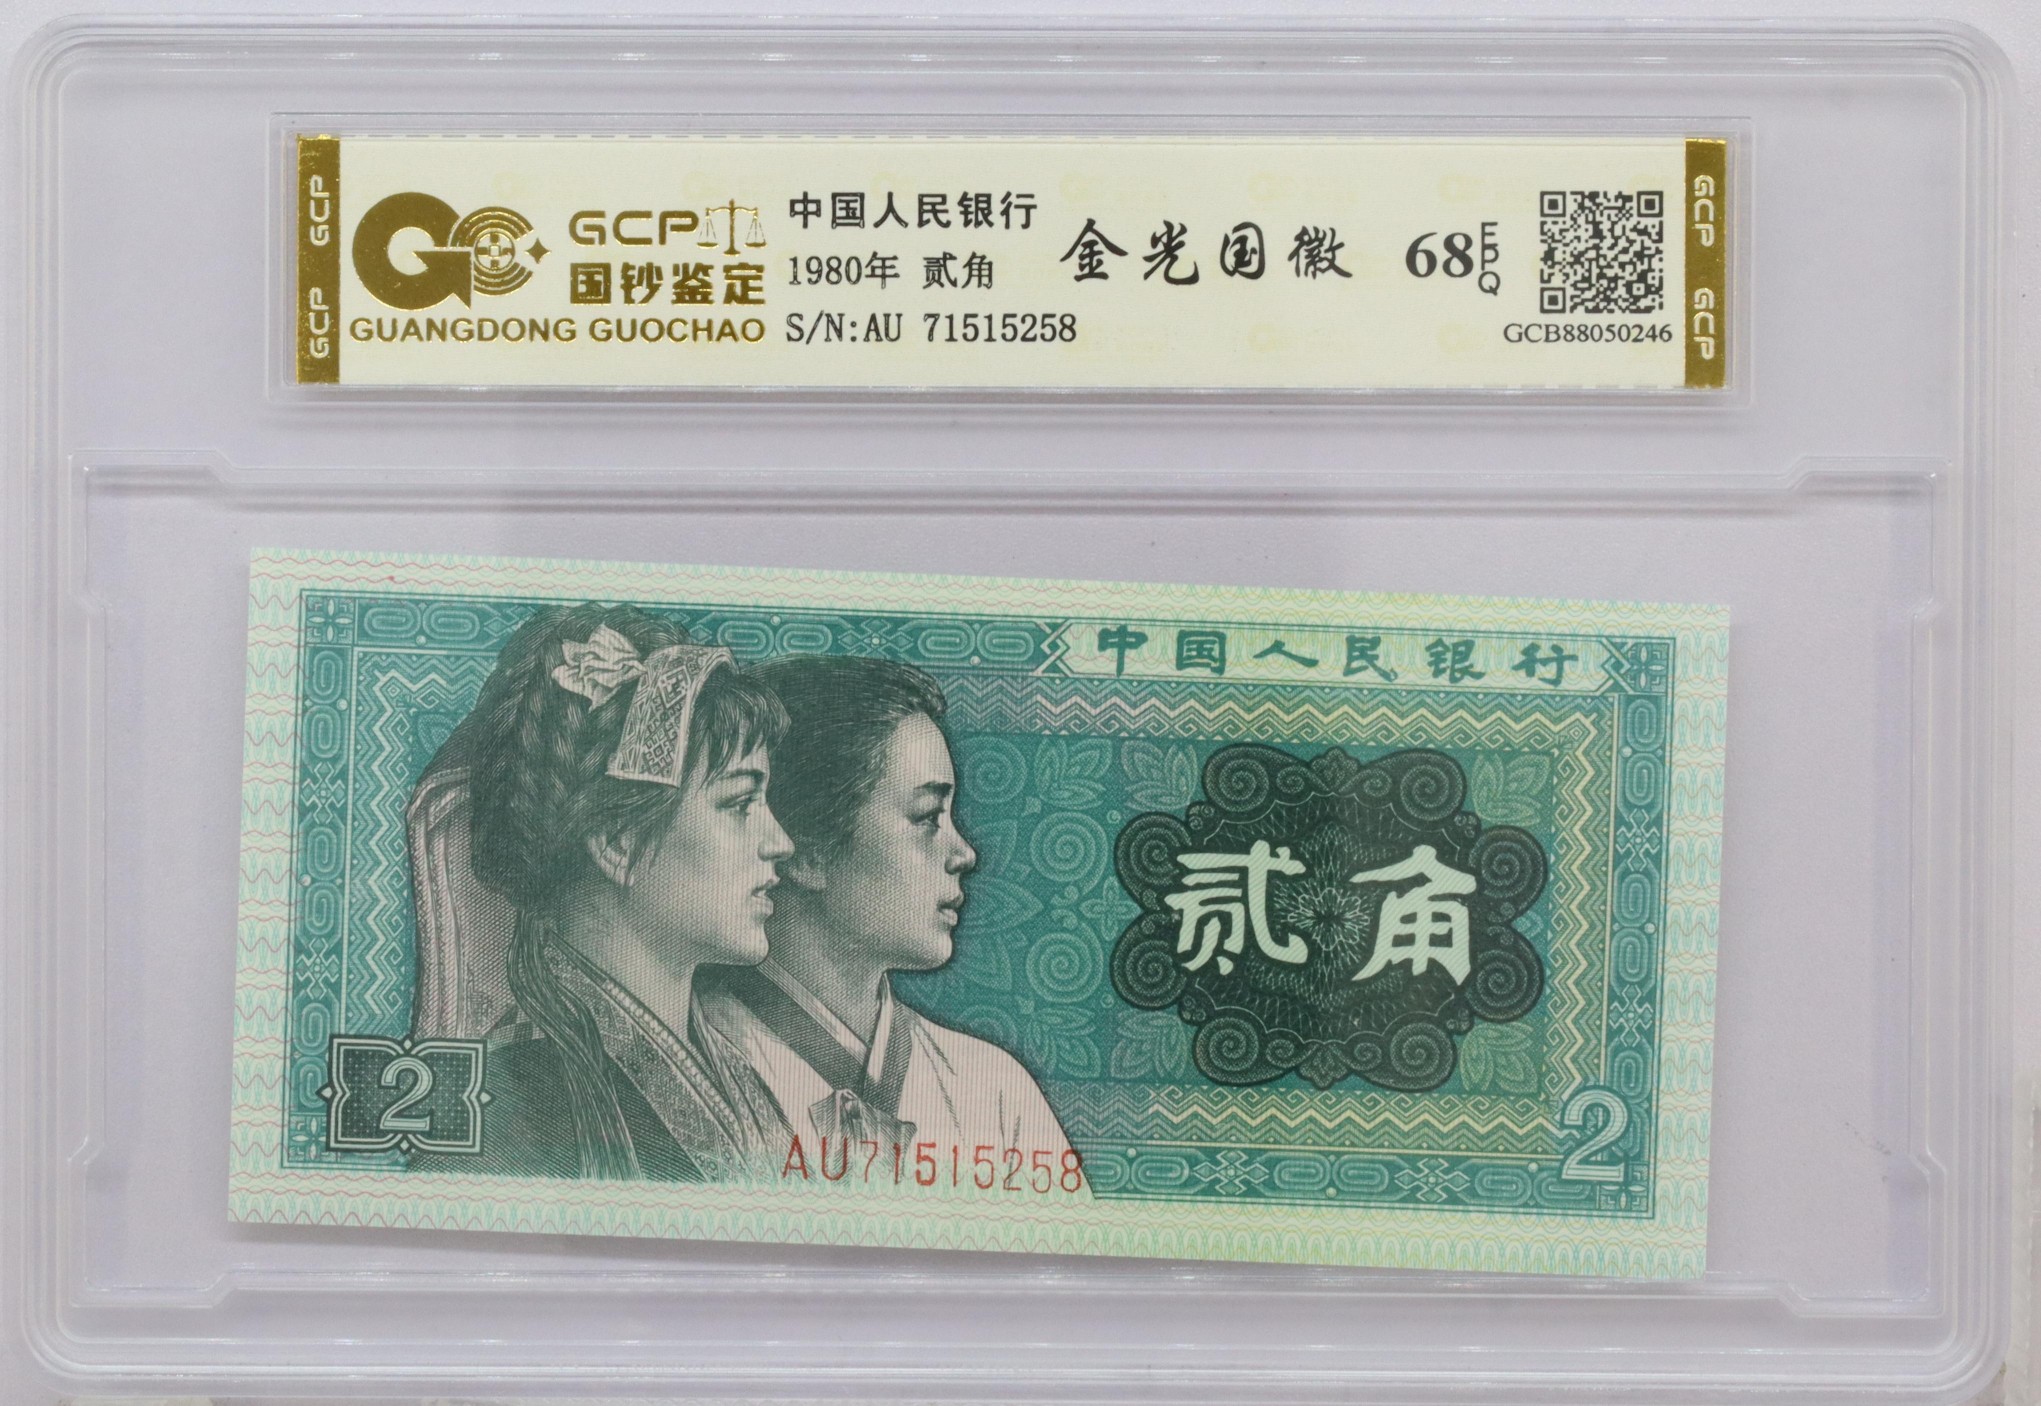 GCP GCP
GCP
国钞鉴定
GUANGDONG GUOCHAO
中国人民银行
1980年 贰角
S/N:AU 71515258
金光国徽
68 EPQ
GCB88050246
GCP GCP
中国人民银行
贰角
2
AU71515258
2